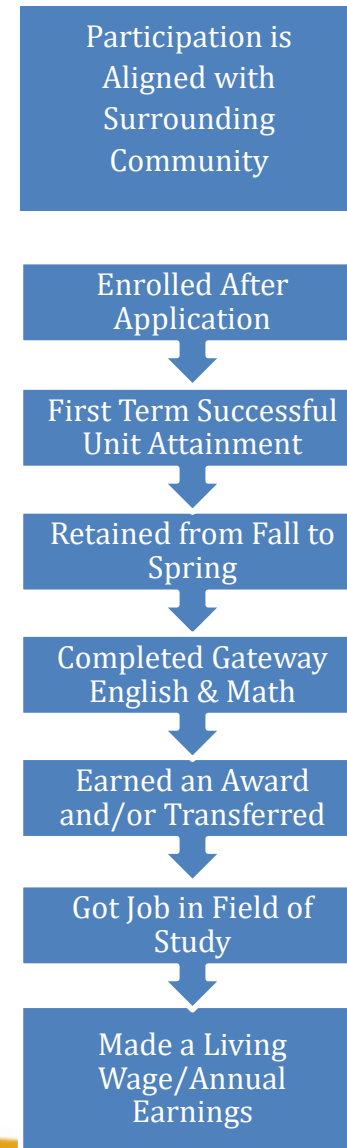 Participation is
Aligned with
Surrounding
Community
Enrolled After
Application
First Term Successful
Unit Attainment
Retained from Fall to
Spring
Completed Gateway
English & Math
Earned an Award
and/or Transferred
Got Job in Field of
Study
Made a Living
Wage/Annual
Earnings